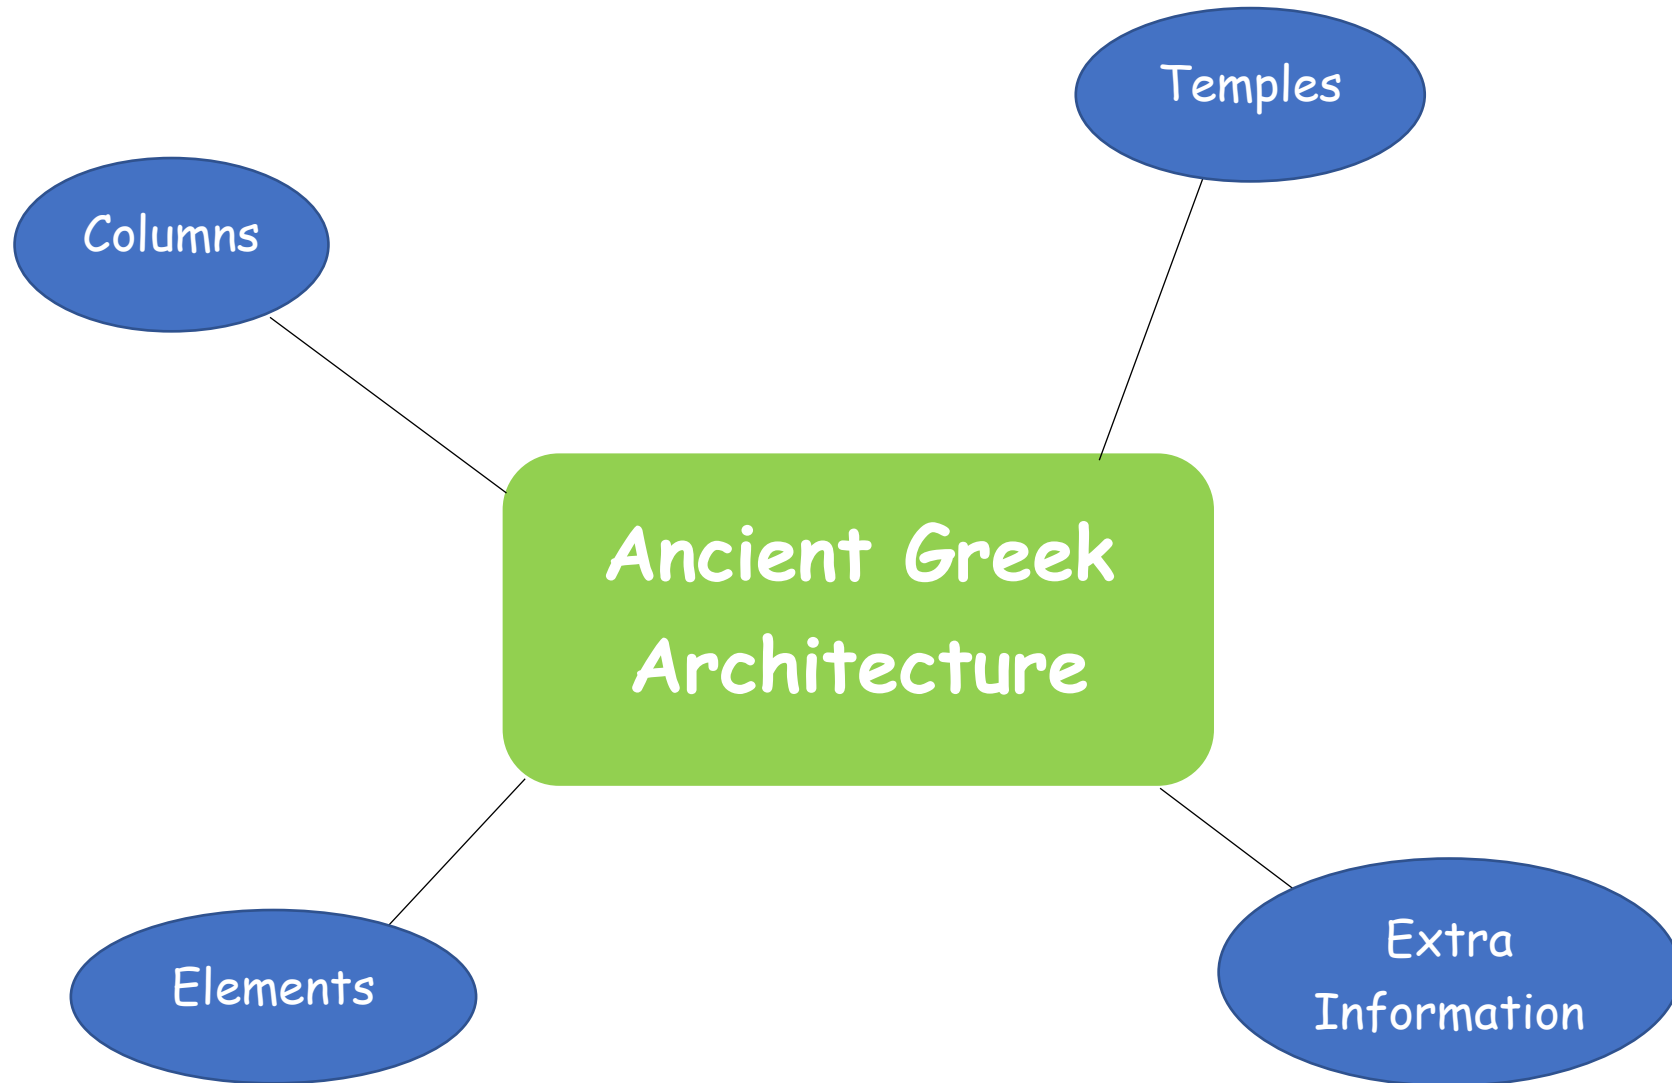 Temples
Columns
Ancient Greek
Architecture
Elements
Extra
Information